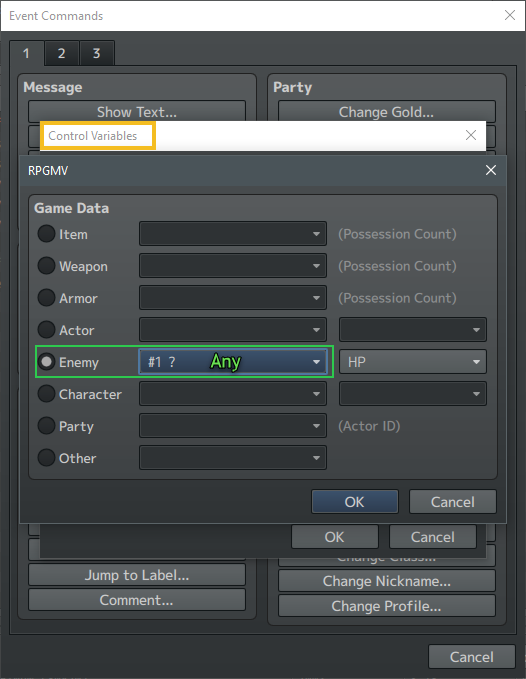 Event Commands
1 2 3
Message
Party
Show Text...
Change Gold...
Control Variables
RPGMV
Game Data
Item (Possession Count)
Weapon (Possession Count)
Armor (Possession Count)
Actor
Enemy #1 ? Any HP
Character
Party (Actor ID)
Other
OK Cancel
OK Cancel
Change Class...
Jump to Label...
Change Nickname...
Comment...
Change Profile...
Cancel